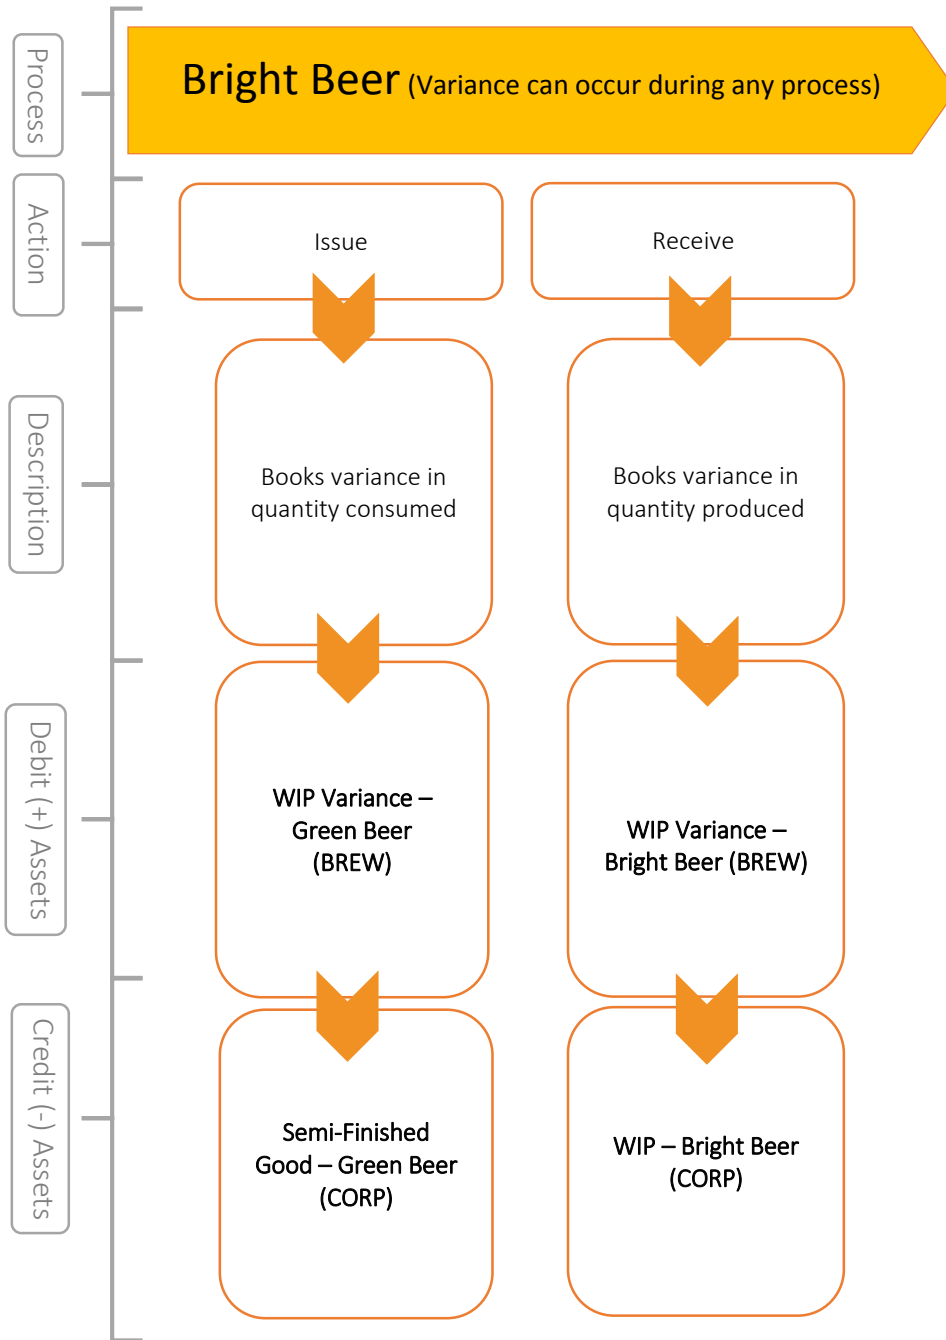 Process
Bright Beer (Variance can occur during any process)
Action
Issue
Receive
Description
Books variance in
quantity consumed
Books variance in
quantity produced
Debit (+) Assets
WIP Variance –
Green Beer
(BREW)
WIP Variance –
Bright Beer (BREW)
Credit (-) Assets
Semi-Finished
Good – Green Beer
(CORP)
WIP – Bright Beer
(CORP)